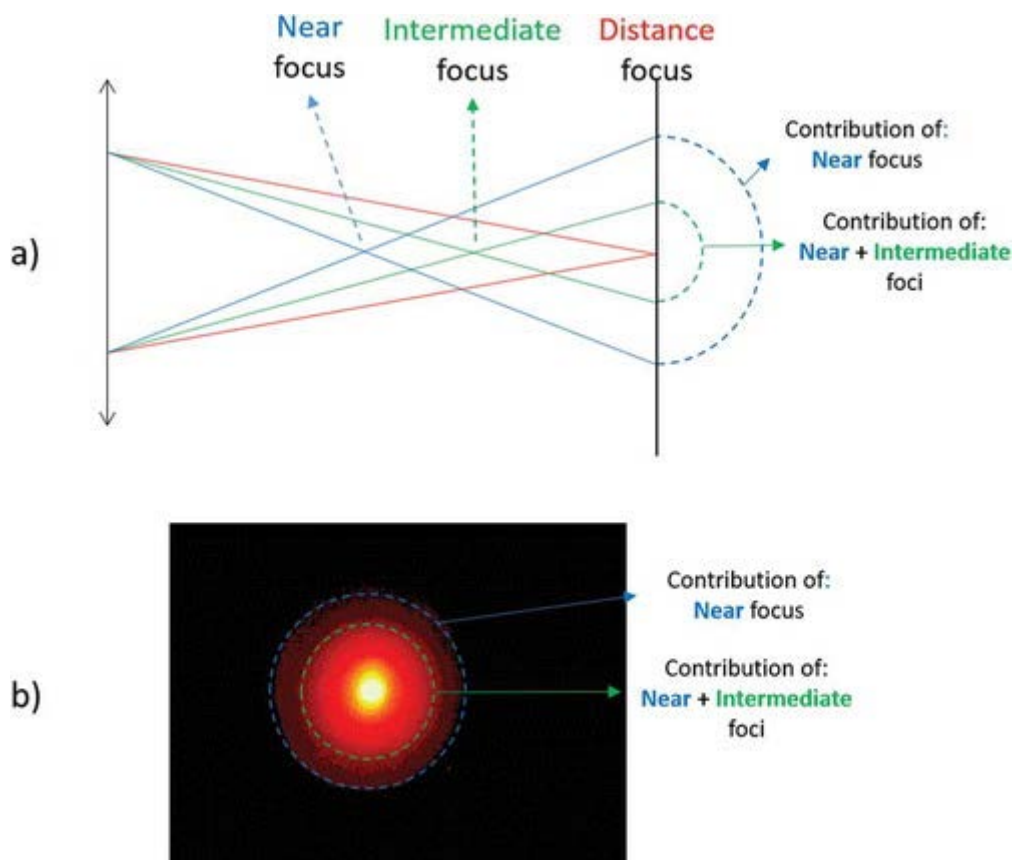 Near focus
Intermediate focus
Distance focus
a)
Contribution of:
Near focus
Contribution of:
Near + Intermediate
foci
b)
Contribution of:
Near focus
Contribution of:
Near + Intermediate
foci